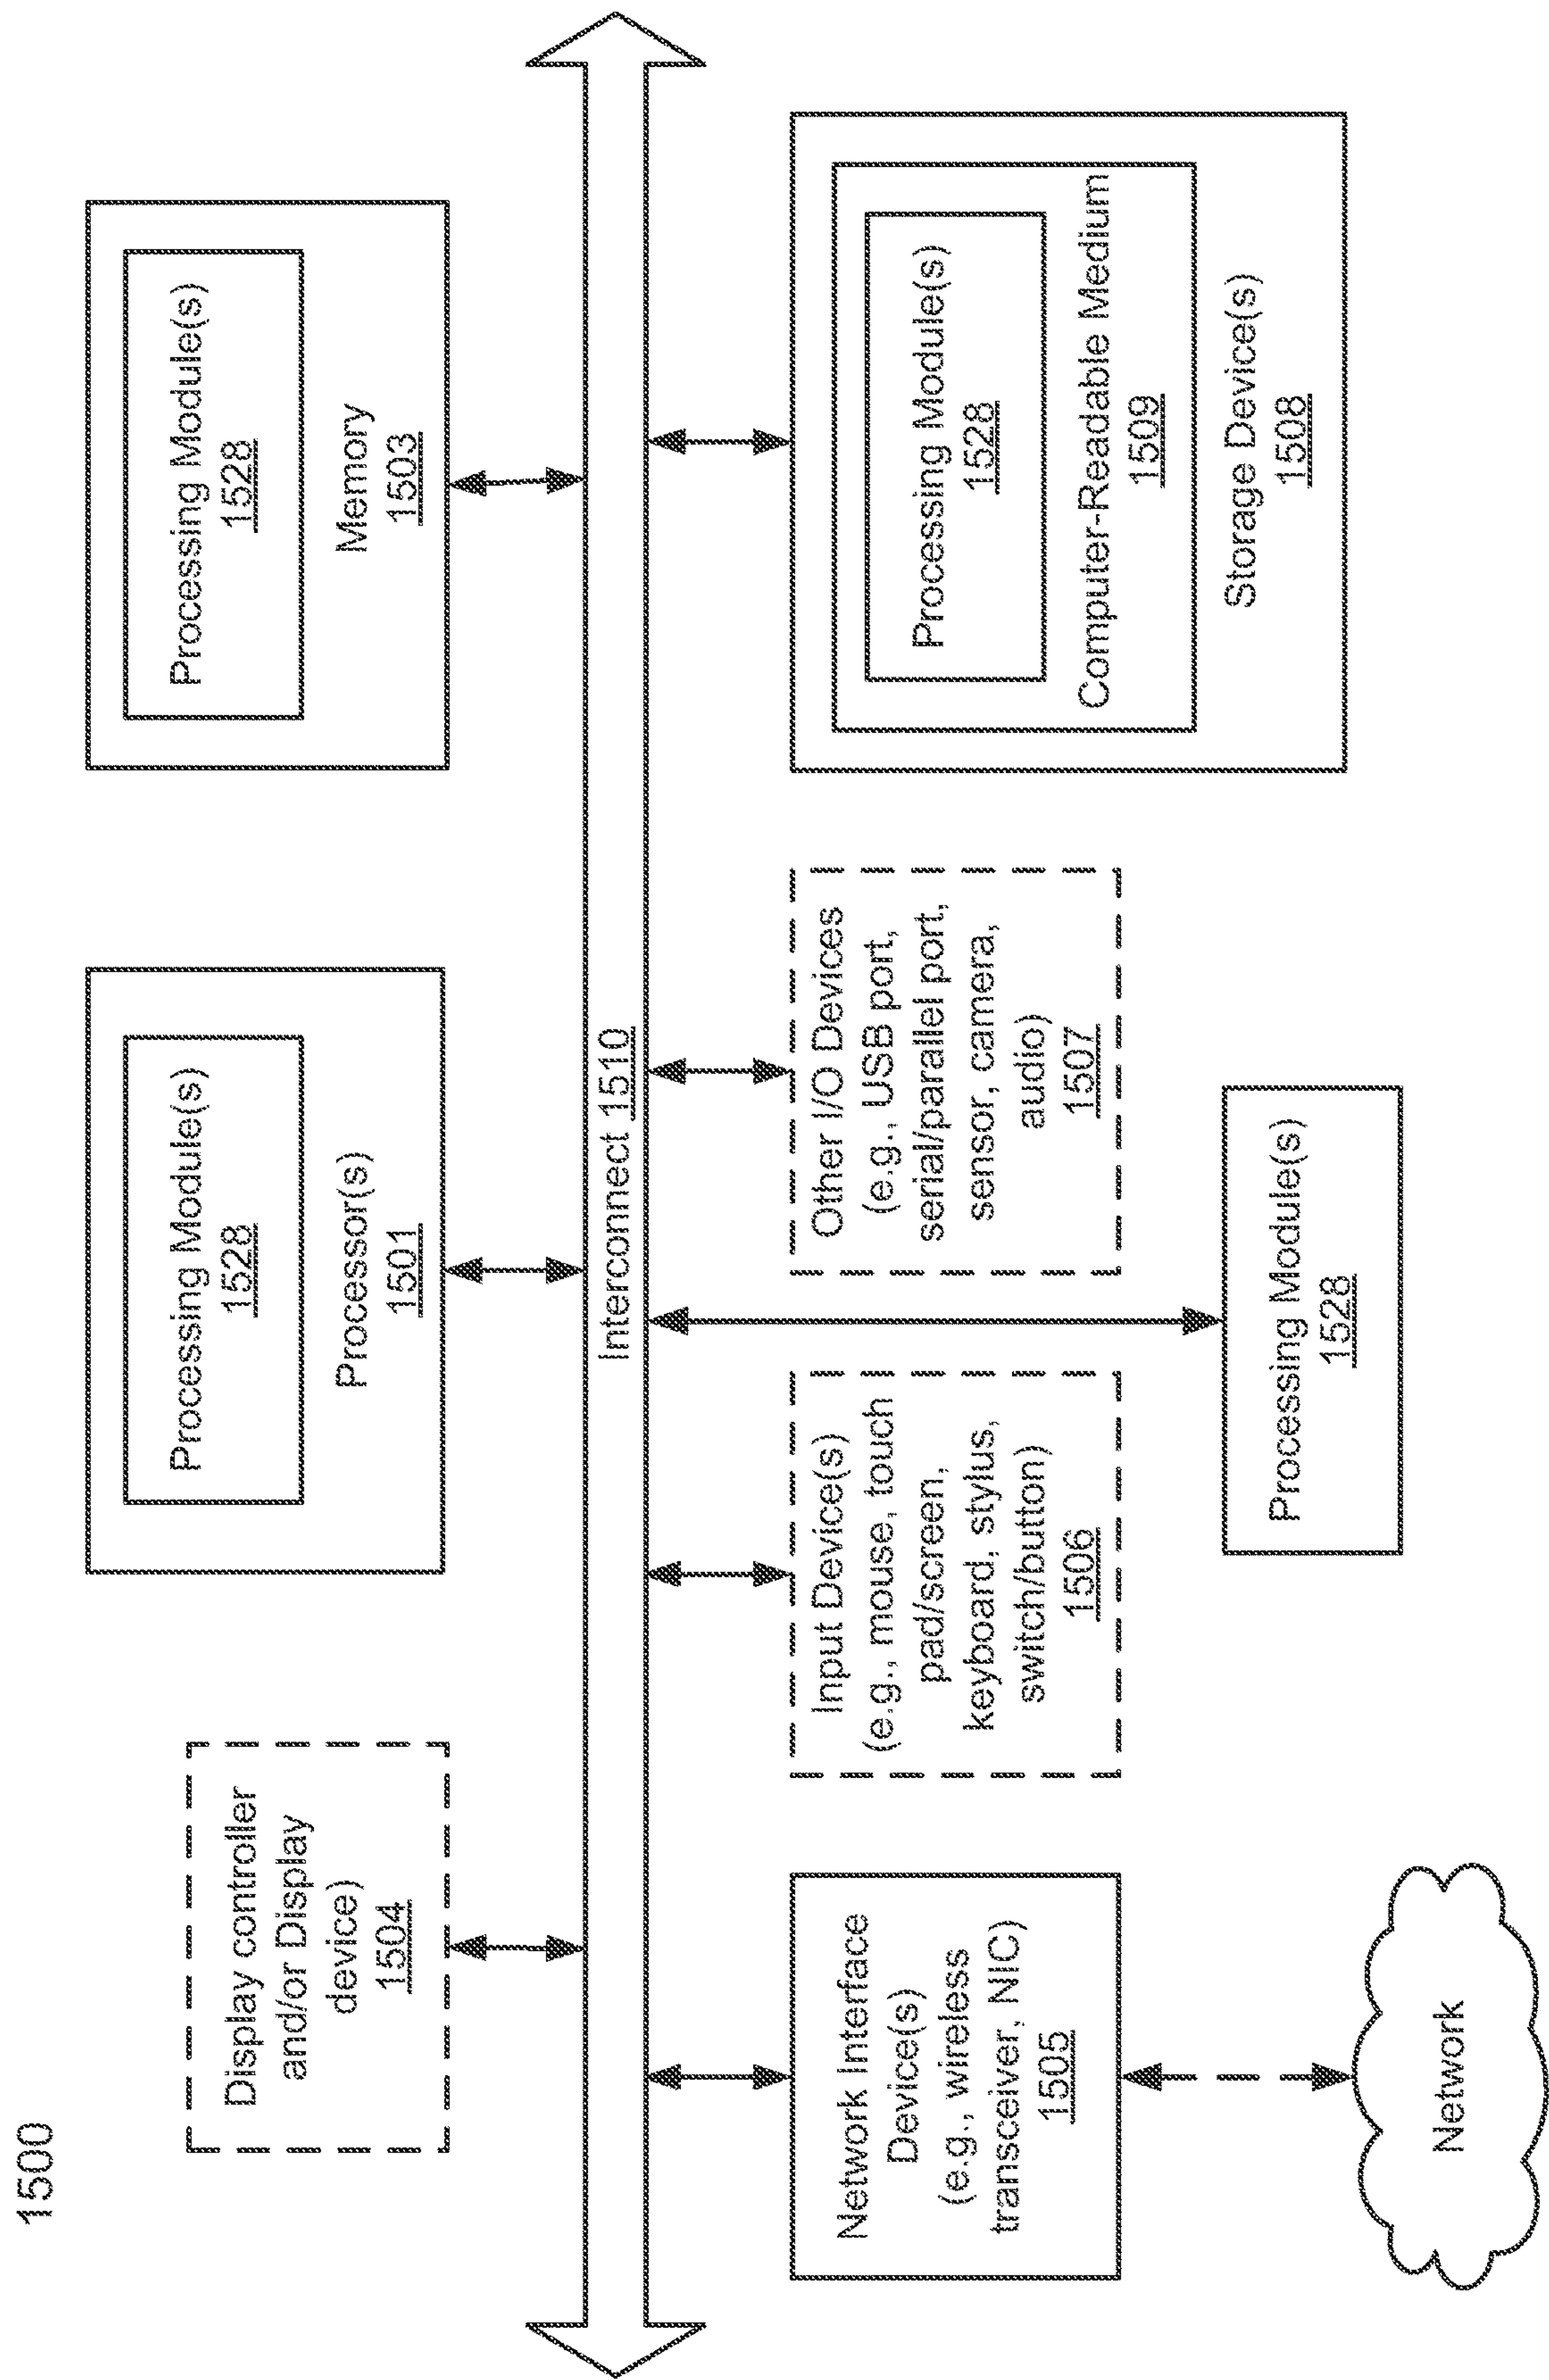 1500
Display controller
and/or Display
device)
1504
Processing Module(s)
1528
Processor(s)
1501
Processing Module(s)
1528
Memory
1503
Interconnect 1510
Network Interface
Device(s)
(e.g., wireless
transceiver, NIC)
1505
Input Device(s)
(e.g., mouse, touch
pad/screen,
keyboard, stylus,
switch/button)
1506
Other I/O Devices
(e.g., USB port,
serial/parallel port,
sensor, camera,
audio)
1507
Processing Module(s)
1528
Computer-Readable Medium
1509
Storage Device(s)
1508
Processing Module(s)
1528
Network